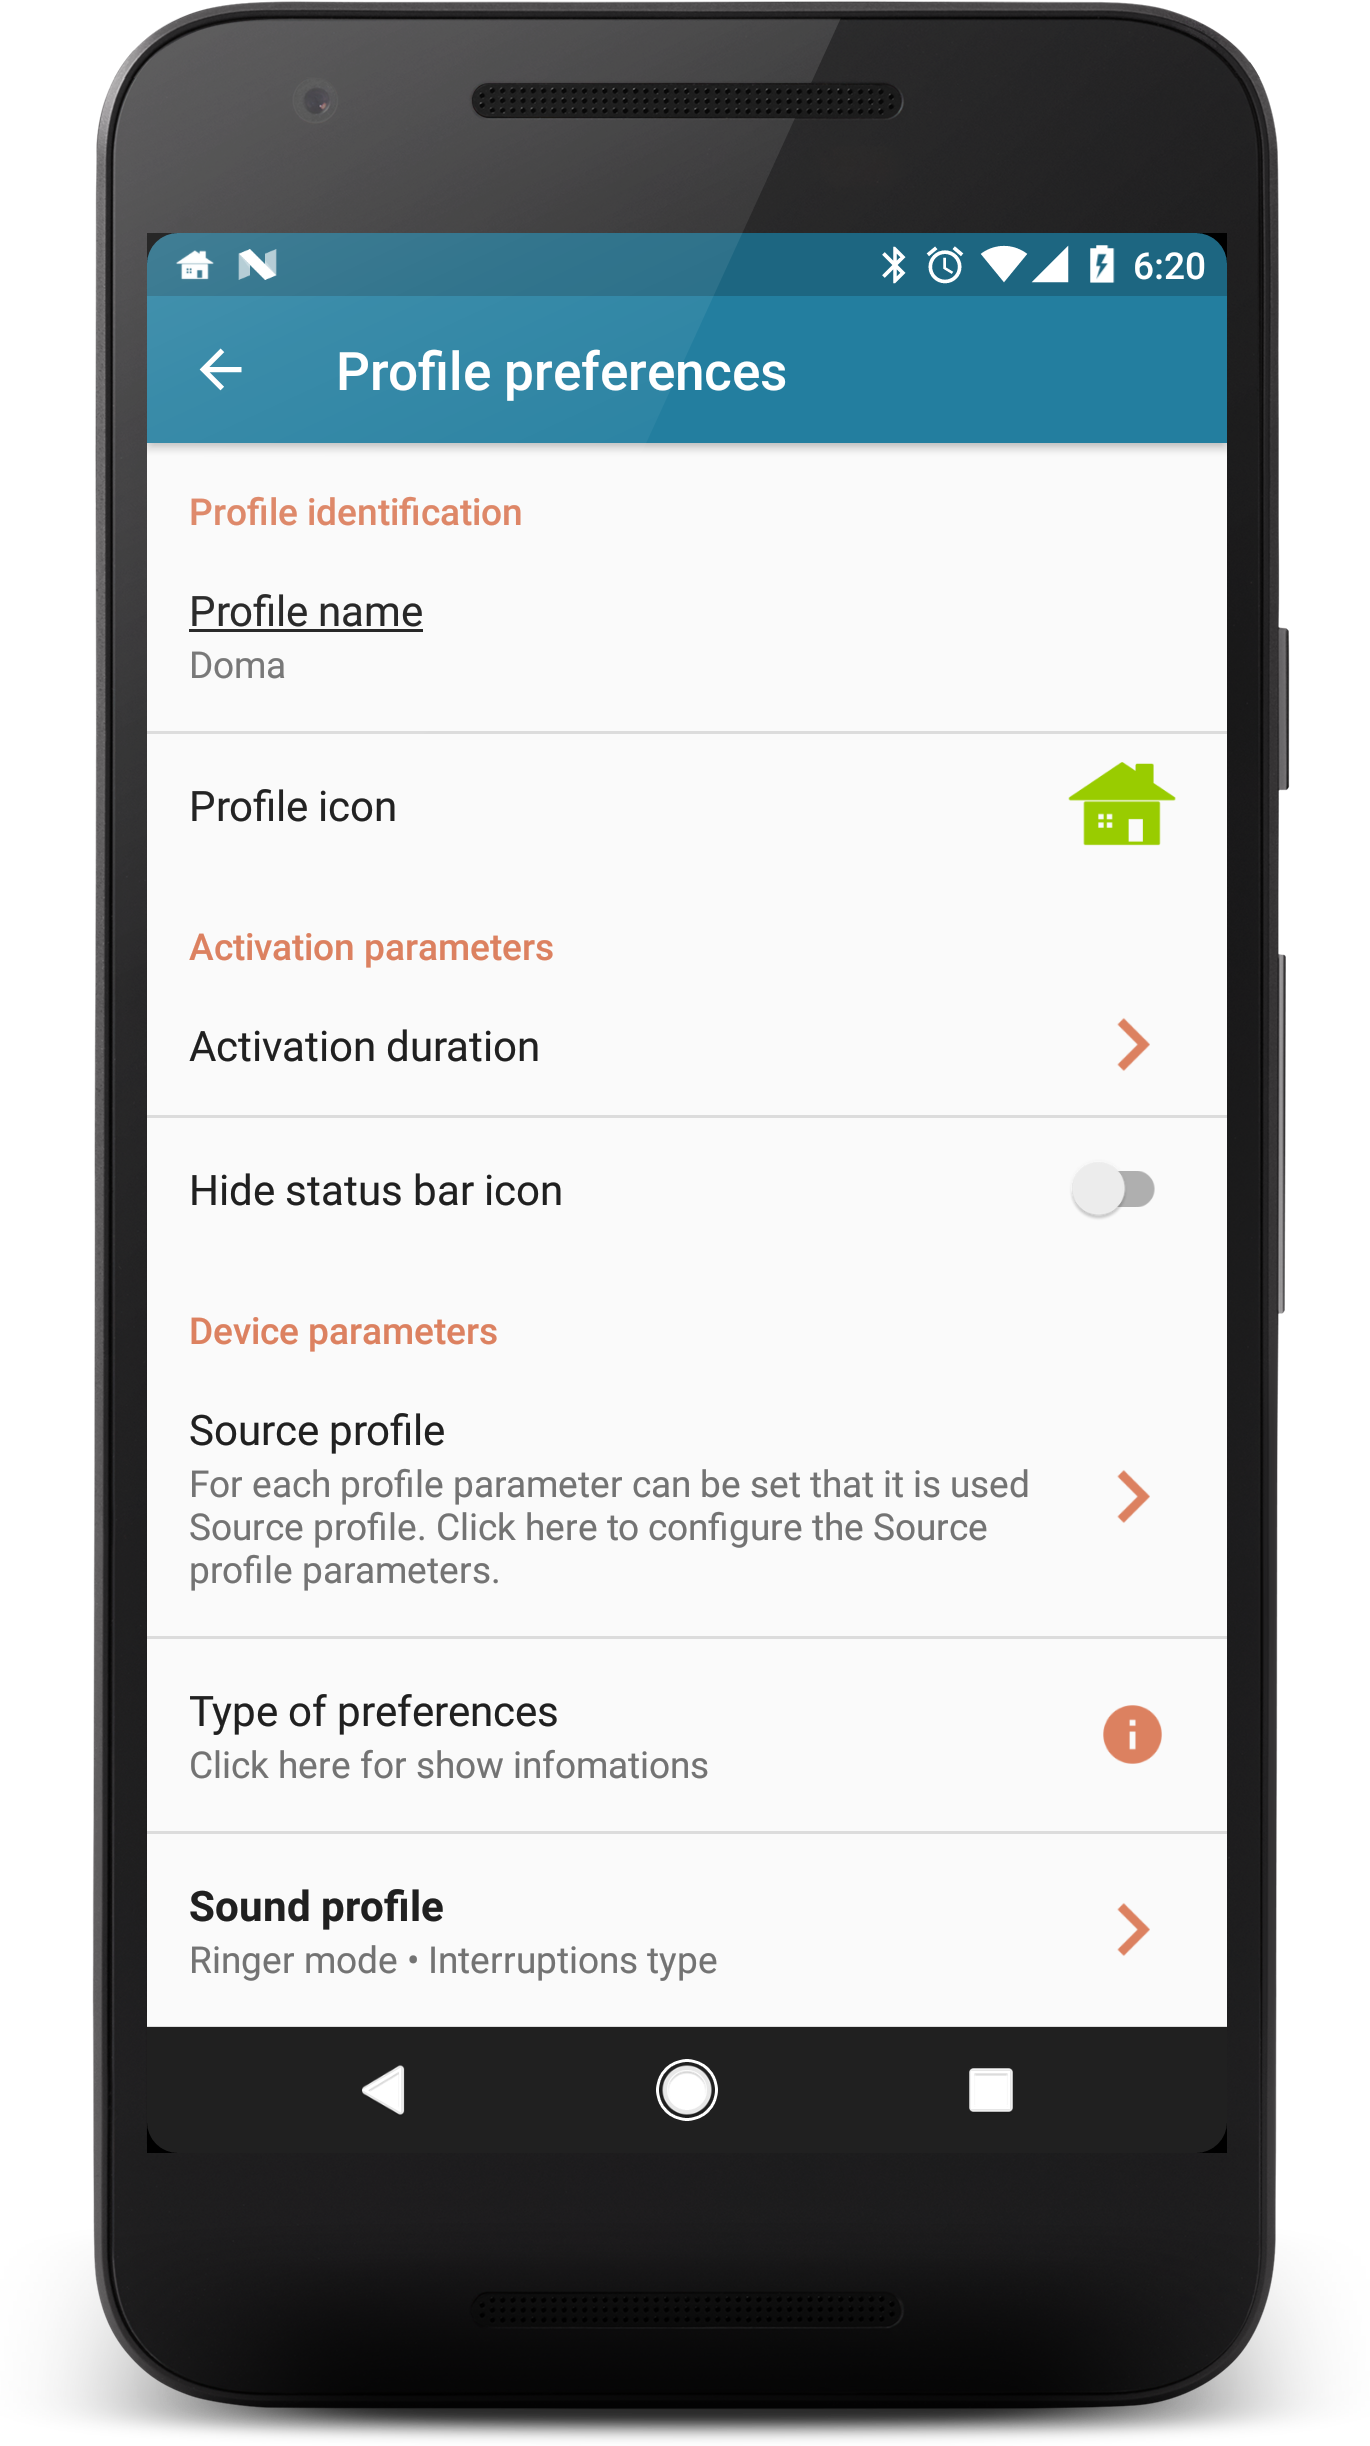 6:20
Profile preferences
Profile identification
Profile name
Doma
Profile icon
Activation parameters
Activation duration
Hide status bar icon
Device parameters
Source profile
For each profile parameter can be set that it is used
Source profile. Click here to configure the Source
profile parameters.
Type of preferences
Click here for show infomations
Sound profile
Ringer mode • Interruptions type